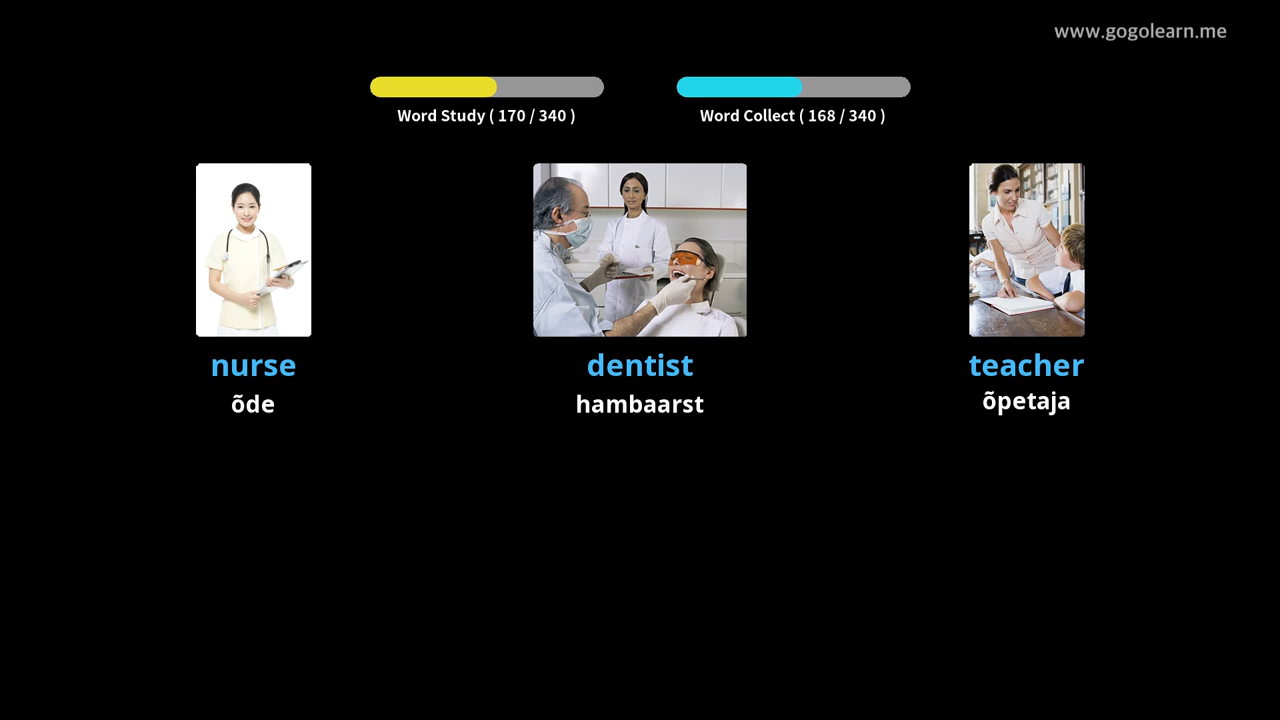 www.gogolearn.me
Word Study ( 170 / 340 )
Word Collect ( 168 / 340 )
nurse
õde
dentist
hambaarst
teacher
õpetaja